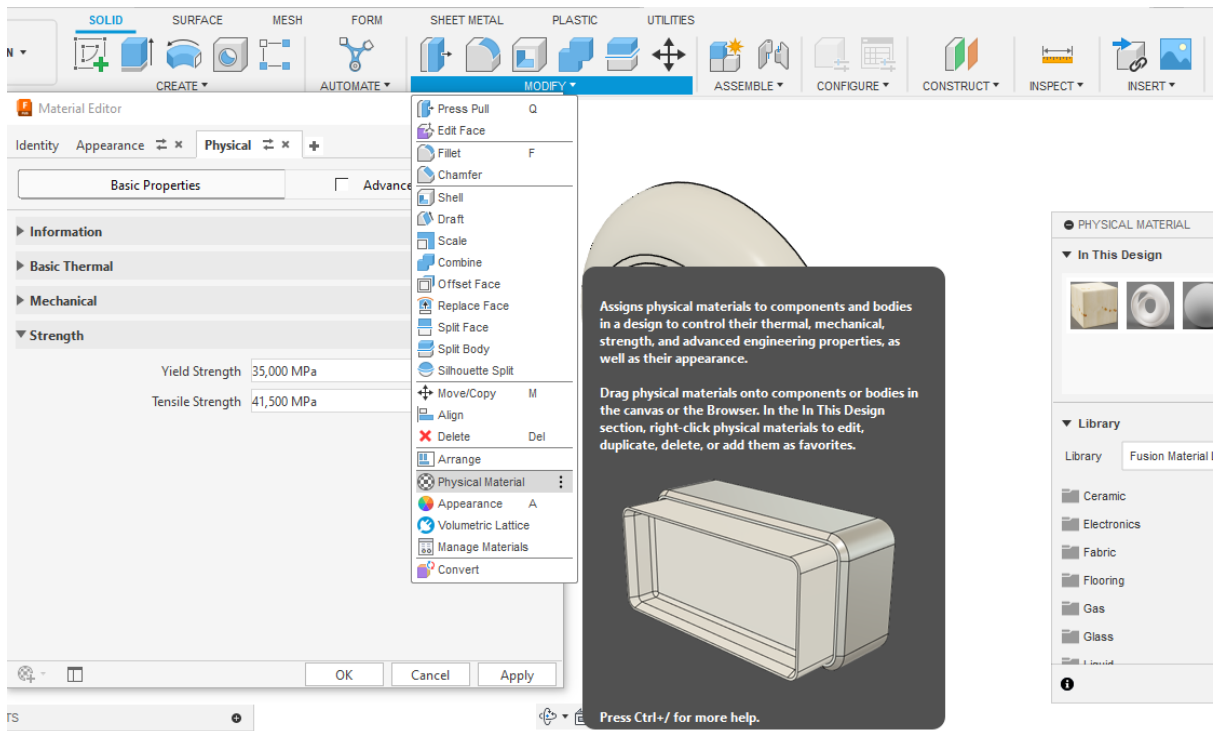 SOLID SURFACE MESH FORM SHEET METAL PLASTIC UTILITIES
N
CREATE AUTOMATE MODIFY ASSEMBLE CONFIGURE CONSTRUCT INSPECT INSERT
Material Editor
Identity Appearance Physical
Basic Properties
Advance
Information
Basic Thermal
Mechanical
Strength
Yield Strength 35,000 MPa
Tensile Strength 41,500 MPa
OK Cancel Apply
TS
Press Pull Q
Edit Face
Fillet F
Chamfer
Shell
Draft
Scale
Combine
Offset Face
Replace Face
Split Face
Split Body
Silhouette Split
Move/Copy M
Align
Delete Del
Arrange
Physical Material
Appearance A
Volumetric Lattice
Manage Materials
Convert
Assigns physical materials to components and bodies
in a design to control their thermal, mechanical,
strength, and advanced engineering properties, as
well as their appearance.
Drag physical materials onto components or bodies in
the canvas or the Browser. In the In This Design
section, right-click physical materials to edit,
duplicate, delete, or add them as favorites.
Press Ctrl+/ for more help.
PHYSICAL MATERIAL
In This Design
Library
Library Fusion Material
Ceramic
Electronics
Fabric
Flooring
Gas
Glass
Liquid